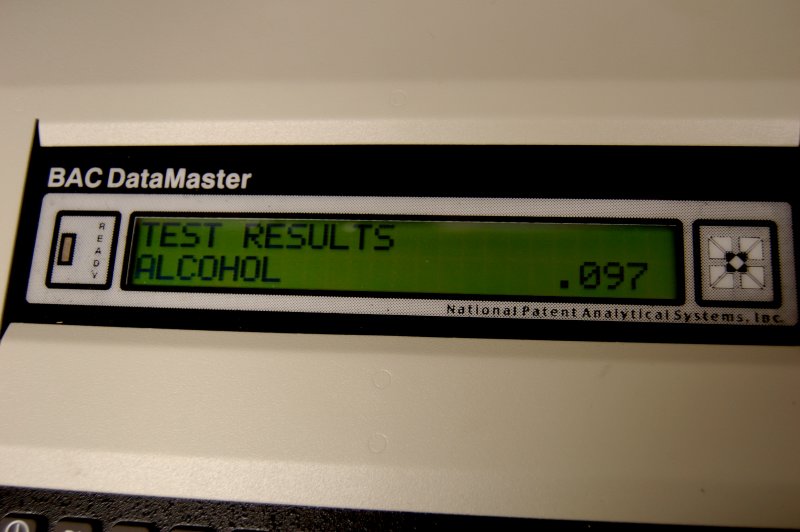 BAC DataMaster
READY
TEST RESULTS
ALCOHOL .097
National Patent Analytical Systems, Inc.